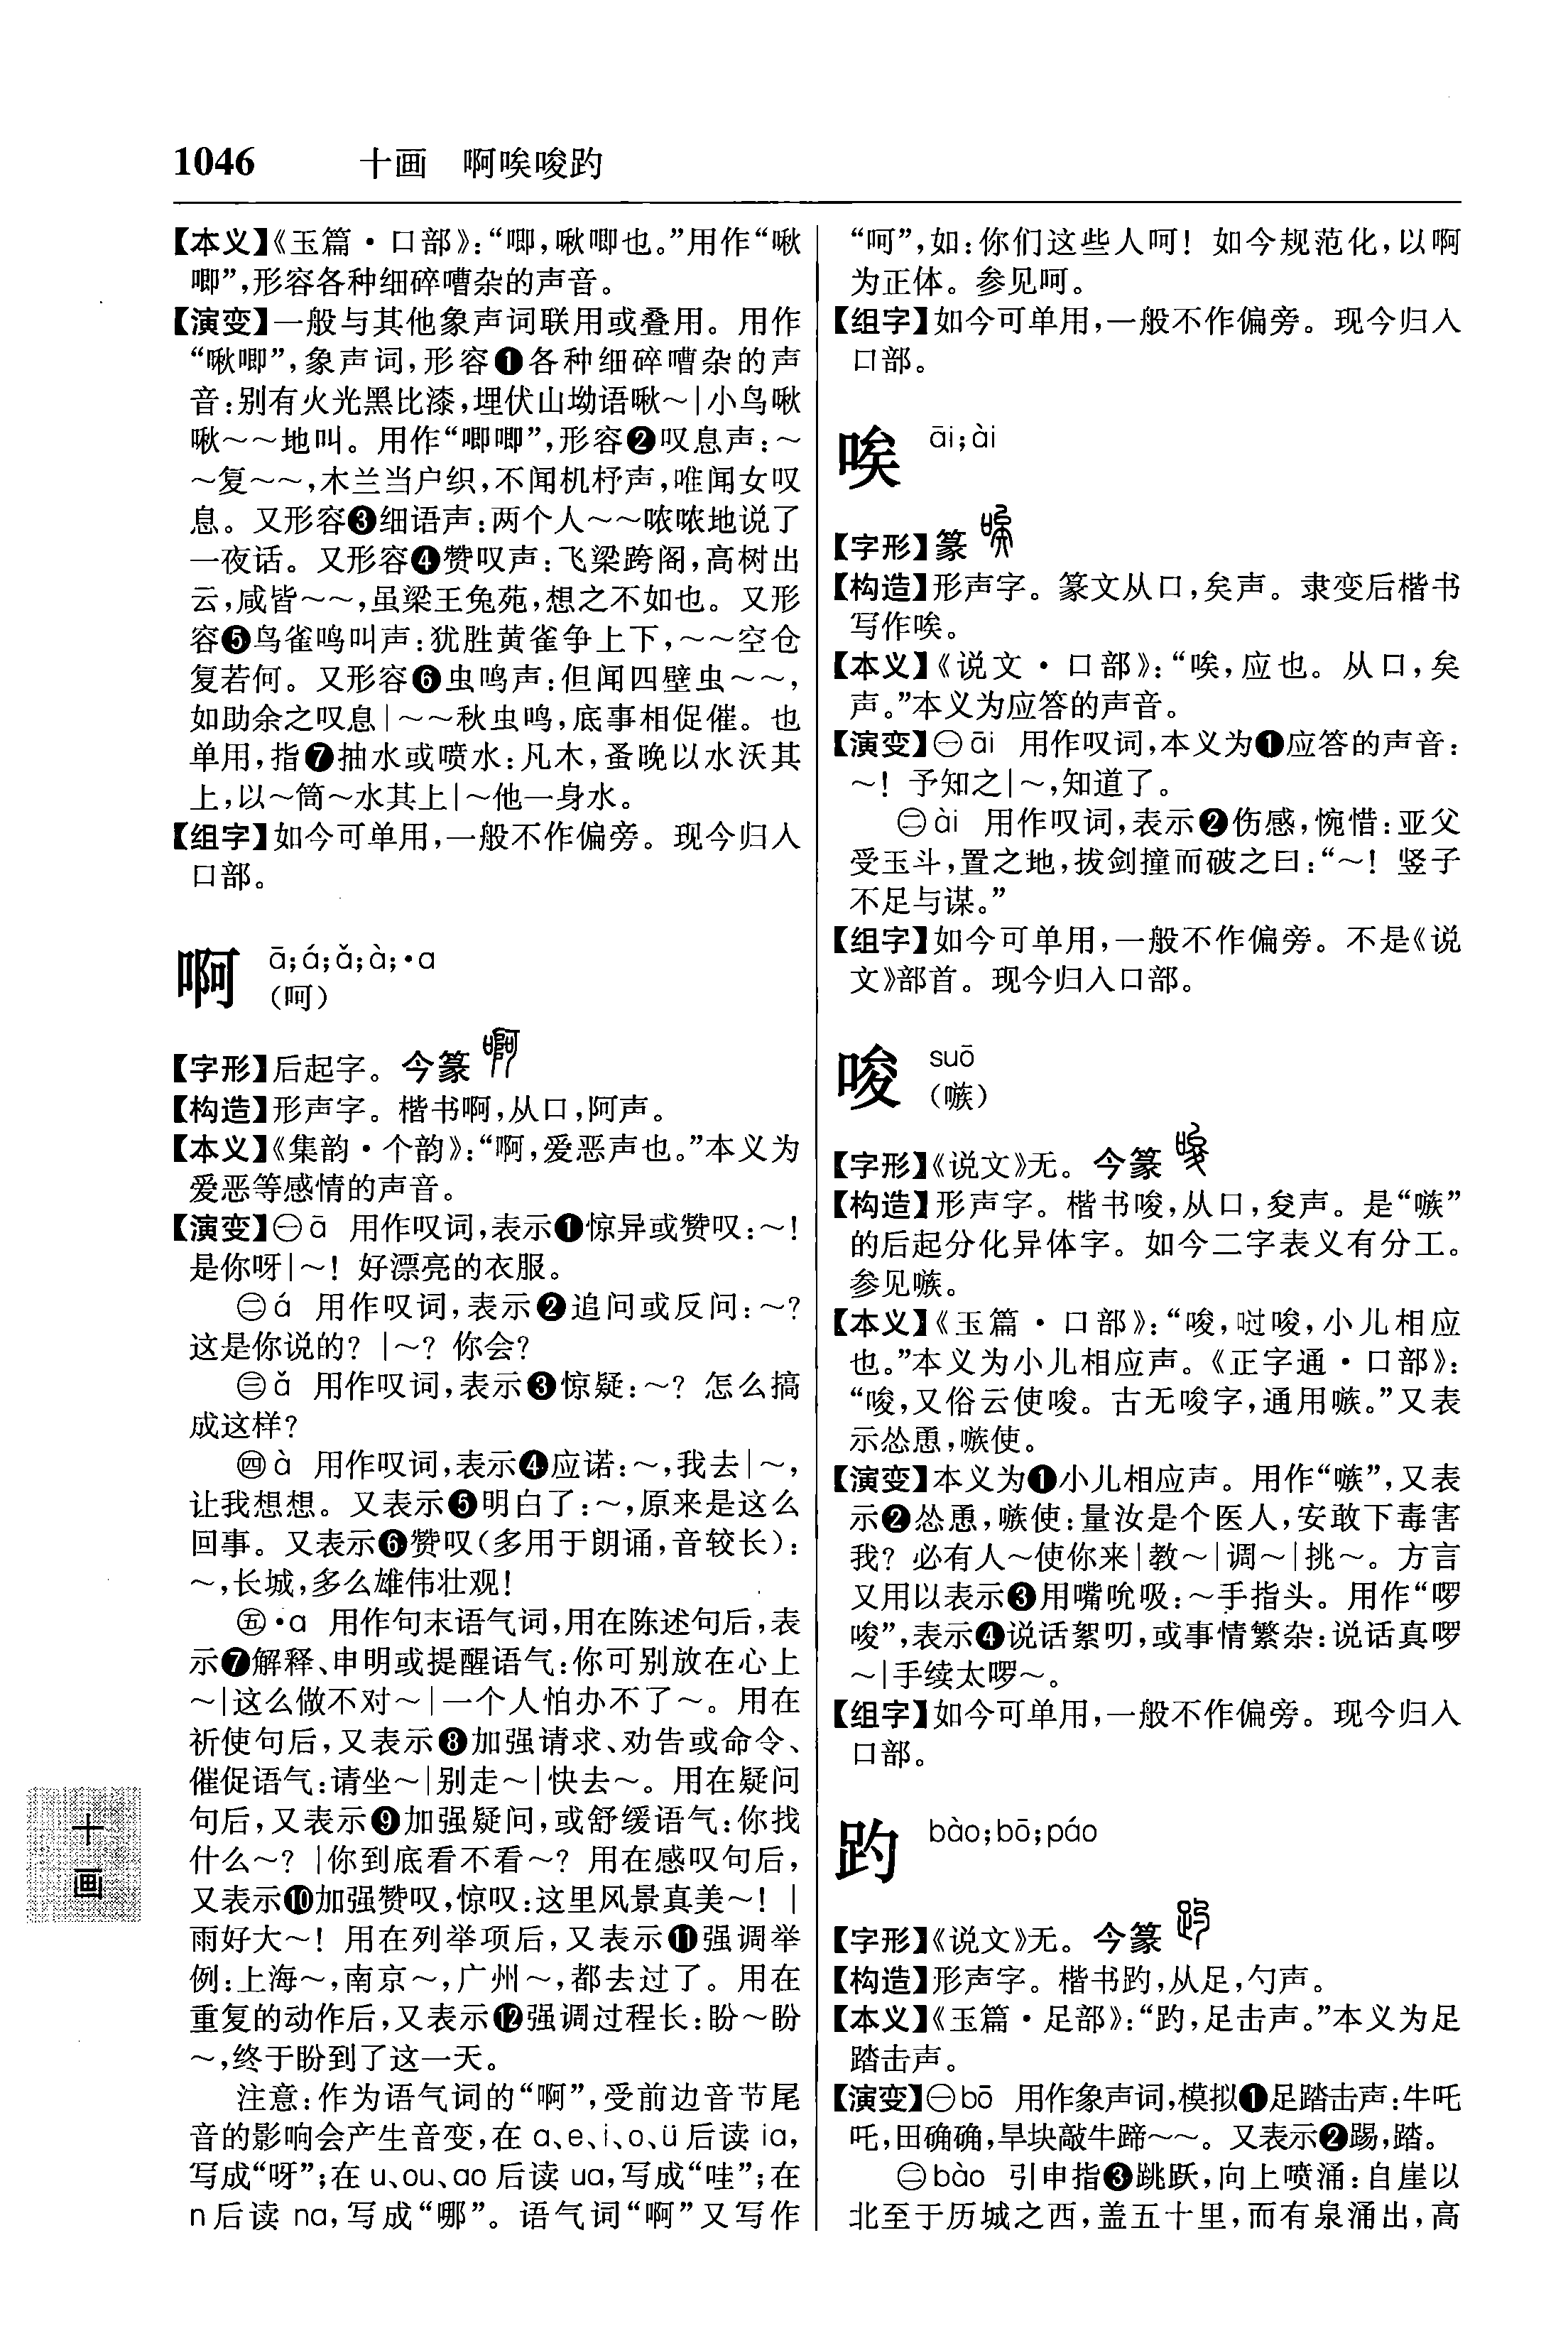 1046 十画 啊唉唆趵
【本义】《玉篇·口部》：“唧，啾唧也。”用作“啾
唧”，形容各种细碎嘈杂的声音。
【演变】一般与其他象声词联用或叠用。用作
“啾唧”，象声词，形容❶各种细碎嘈杂的声
音：别有火光黑比漆，埋伏山坳语啾～|小鸟啾
啾～～地叫。用作“唧唧”，形容❷叹息声：～
～复～～，木兰当户织，不闻机杼声，唯闻女叹
息。又形容❸细语声：两个人～～哝哝地说了
一夜话。又形容❹赞叹声：飞梁跨阁，高树出
云，咸皆～～，虽梁王兔苑，想之不如也。又形
容❺鸟雀鸣叫声：犹胜黄雀争上下，～～空仓
复若何。又形容❻虫鸣声：但闻四壁虫～～，
如助余之叹息|～～秋虫鸣，底事相促催。也
单用，指❼抽水或喷水：凡木，蚤晚以水沃其
上，以～筒～水其上|～他一身水。
【组字】如今可单用，一般不作偏旁。现今归入
口部。
啊 ā;á;ǎ;à;·a
（呵）
【字形】后起字。今篆
【构造】形声字。楷书啊，从口，阿声。
【本义】《集韵·个韵》：“啊，爱恶声也。”本义为
爱恶等感情的声音。
【演变】㊀ā 用作叹词，表示❶惊异或赞叹：～！
是你呀|～！好漂亮的衣服。
㊁á 用作叹词，表示❷追问或反问：～？
这是你说的？|～？你会？
㊂ǎ 用作叹词，表示❸惊疑：～？怎么搞
成这样？
㊃à 用作叹词，表示❹应诺：～，我去|～，
让我想想。又表示❺明白了：～，原来是这么
回事。又表示❻赞叹（多用于朗诵，音较长）：
～，长城，多么雄伟壮观！
㊄·a 用作句末语气词，用在陈述句后，表
示❼解释、申明或提醒语气：你可别放在心上
～|这么做不对～|一个人怕办不了～。用在
祈使句后，又表示❽加强请求、劝告或命令、
催促语气：请坐～|别走～|快去～。用在疑问
句后，又表示❾加强疑问，或舒缓语气：你找
什么～？|你到底看不看～？用在感叹句后，
又表示❿加强赞叹，惊叹：这里风景真美～！|
雨好大～！用在列举项后，又表示⓫强调举
例：上海～，南京～，广州～，都去过了。用在
重复的动作后，又表示⓬强调过程长：盼～盼
～，终于盼到了这一天。
注意：作为语气词的“啊”，受前边音节尾
音的影响会产生音变，在 a、e、i、o、ü 后读 ia，
写成“呀”；在 u、ou、ao 后读 ua，写成“哇”；在
n 后读 na，写成“哪”。语气词“啊”又写作
“呵”，如：你们这些人呵！如今规范化，以啊
为正体。参见呵。
【组字】如今可单用，一般不作偏旁。现今归入
口部。
唉 āi;ài
【字形】篆
【构造】形声字。篆文从口，矣声。隶变后楷书
写作唉。
【本义】《说文·口部》：“唉，应也。从口，矣
声。”本义为应答的声音。
【演变】㊀āi 用作叹词，本义为❶应答的声音：
～！予知之|～，知道了。
㊁ài 用作叹词，表示❷伤感，惋惜：亚父
受玉斗，置之地，拔剑撞而破之曰：“～！竖子
不足与谋。”
【组字】如今可单用，一般不作偏旁。不是《说
文》部首。现今归入口部。
唆 suō
（嗾）
【字形】《说文》无。今篆
【构造】形声字。楷书唆，从口，夋声。是“嗾”
的后起分化异体字。如今二字表义有分工。
参见嗾。
【本义】《玉篇·口部》：“唆，㗭唆，小儿相应
也。”本义为小儿相应声。《正字通·口部》：
“唆，又俗云使唆。古无唆字，通用嗾。”又表
示怂恿，嗾使。
【演变】本义为❶小儿相应声。用作“嗾”，又表
示❷怂恿，嗾使：量汝是个医人，安敢下毒害
我？必有人～使你来|教～|调～|挑～。方言
又用以表示❸用嘴吮吸：～手指头。用作“啰
唆”，表示❹说话絮叨，或事情繁杂：说话真啰
～|手续太啰～。
【组字】如今可单用，一般不作偏旁。现今归入
口部。
趵 bào;bō;páo
【字形】《说文》无。今篆
【构造】形声字。楷书趵，从足，勺声。
【本义】《玉篇·足部》：“趵，足击声。”本义为足
踏击声。
【演变】㊀bō 用作象声词，模拟❶足踏击声：牛吒
吒，田确确，旱块敲牛蹄～～。又表示❷踢，踏。
㊁bào 引申指❸跳跃，向上喷涌：自崖以
北至于历城之西，盖五十里，而有泉涌出，高
十画